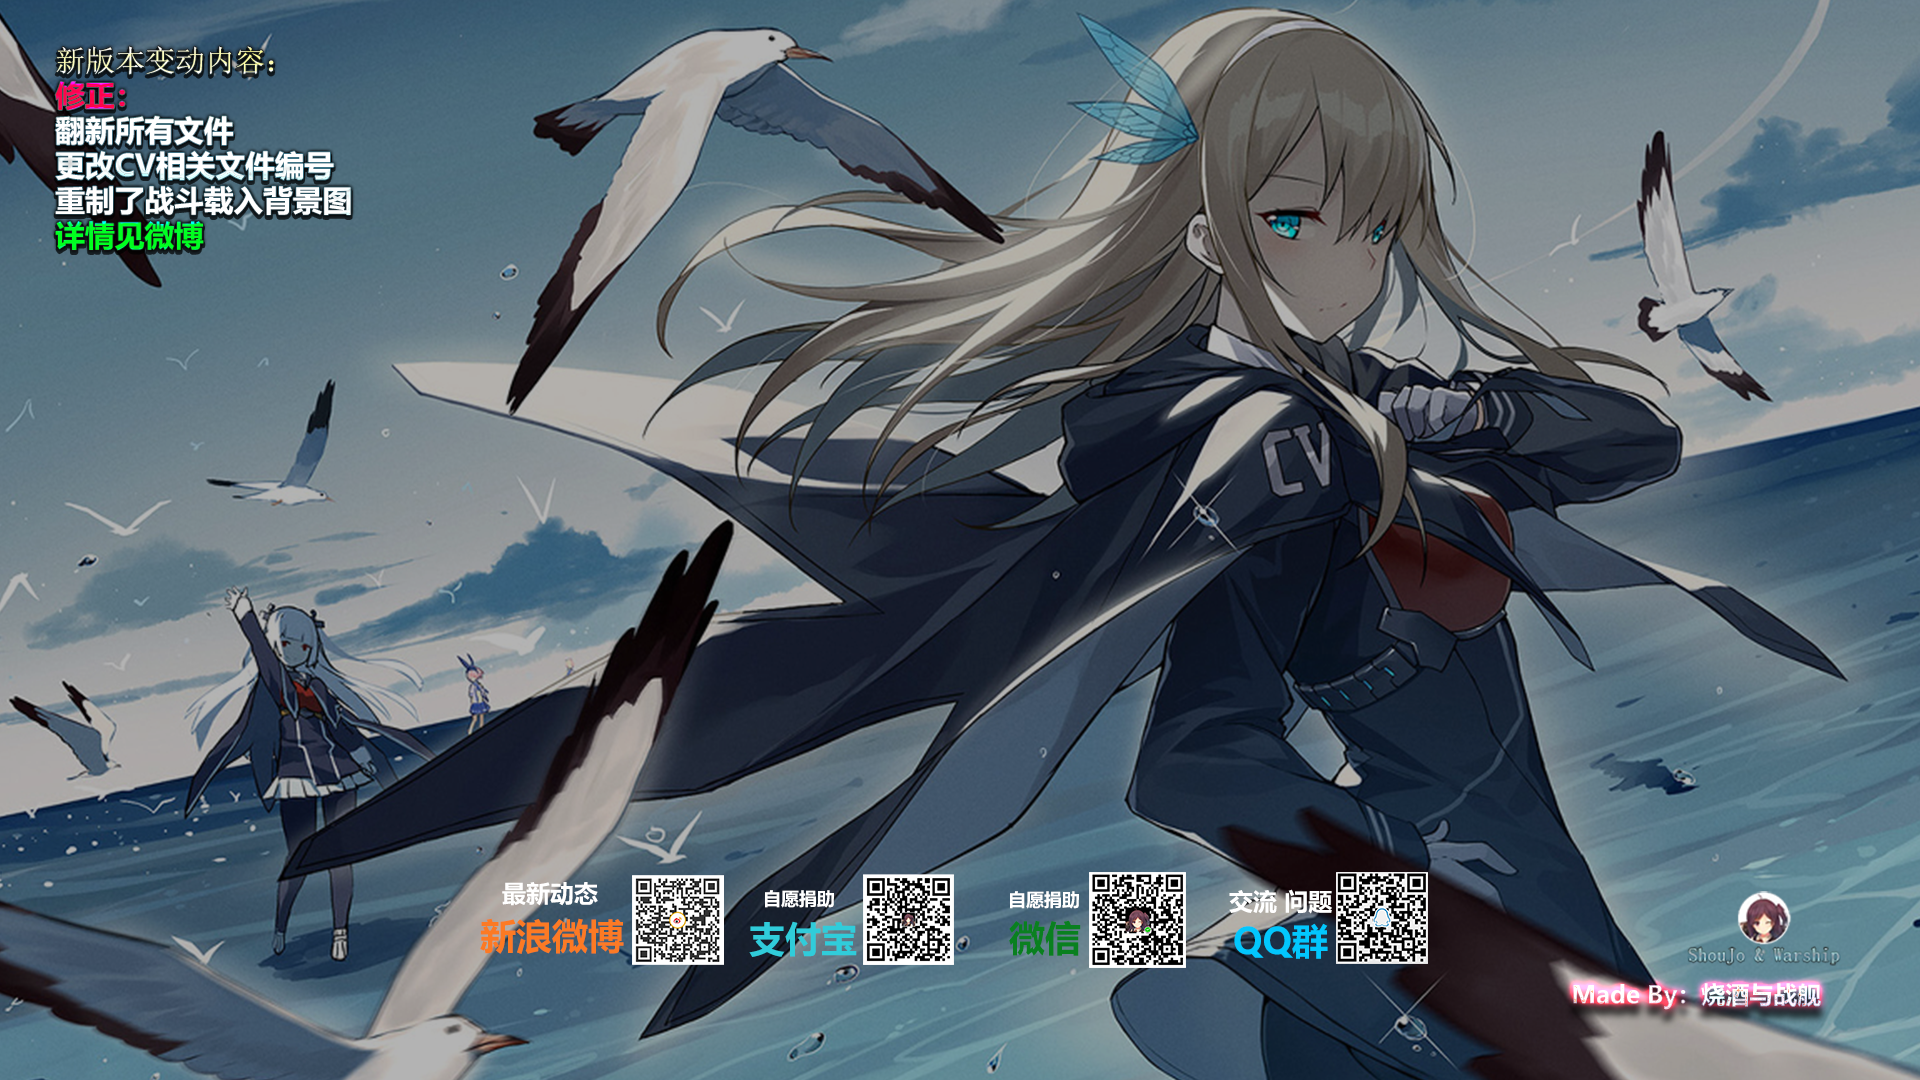 新版本变动内容：
修正：
翻新所有文件
更改CV相关文件编号
重制了战斗载入背景图
详情见微博
CV
最新动态
新浪微博
自愿捐助
支付宝
自愿捐助
微信
交流 问题
QQ群
ShouJo & Warship
Made By：烧酒与战舰